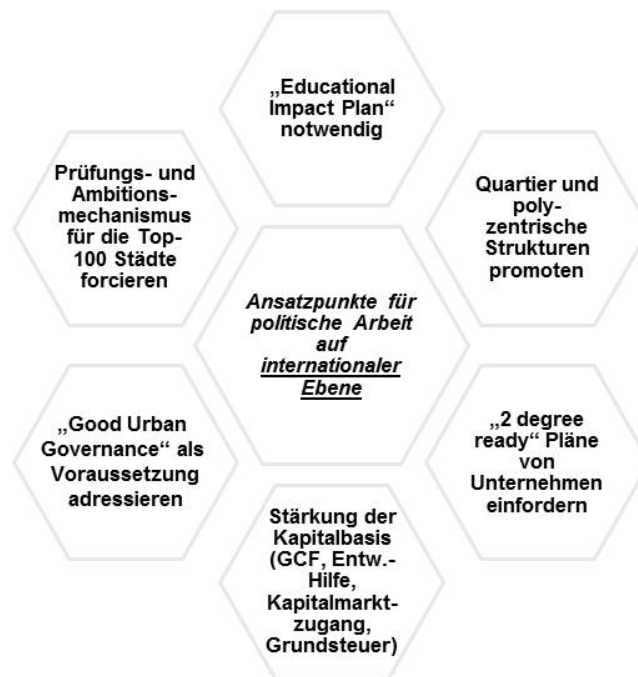 „Educational
Impact Plan“
notwendig
Prüfungs- und
Ambitions-
mechanismus
für die Top-
100 Städte
forcieren
Quartier und
poly-
zentrische
Strukturen
promoten
Ansatzpunkte für
politische Arbeit
auf
internationaler
Ebene
„Good Urban
Governance“ als
Voraussetzung
adressieren
„2 degree
ready“ Pläne
von
Unternehmen
einfordern
Stärkung der
Kapitalbasis
(GCF, Entw.-
Hilfe,
Kapitalmarkt-
zugang,
Grundsteuer)